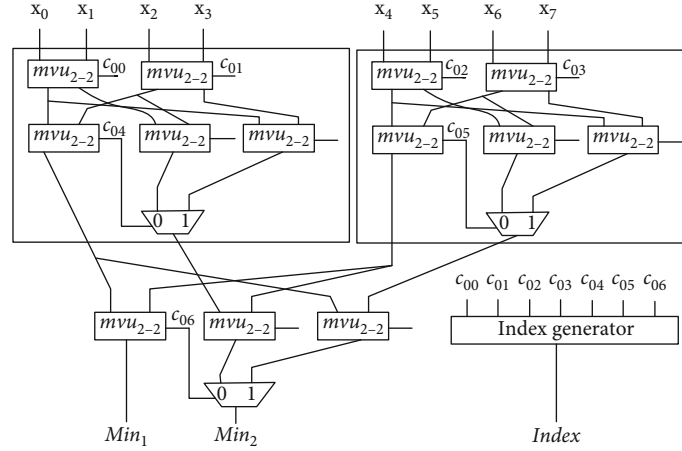 x₀ x₁ x₂ x₃ x₄ x₅ x₆ x₇
mvu₂₋₂ c₀₀ mvu₂₋₂ c₀₁ mvu₂₋₂ c₀₂ mvu₂₋₂ c₀₃
mvu₂₋₂ c₀₄ mvu₂₋₂ mvu₂₋₂ mvu₂₋₂ c₀₅ mvu₂₋₂ mvu₂₋₂
0 1 0 1
c₀₀ c₀₁ c₀₂ c₀₃ c₀₄ c₀₅ c₀₆
mvu₂₋₂ c₀₆ mvu₂₋₂ mvu₂₋₂ Index generator
0 1
Min₁ Min₂ Index